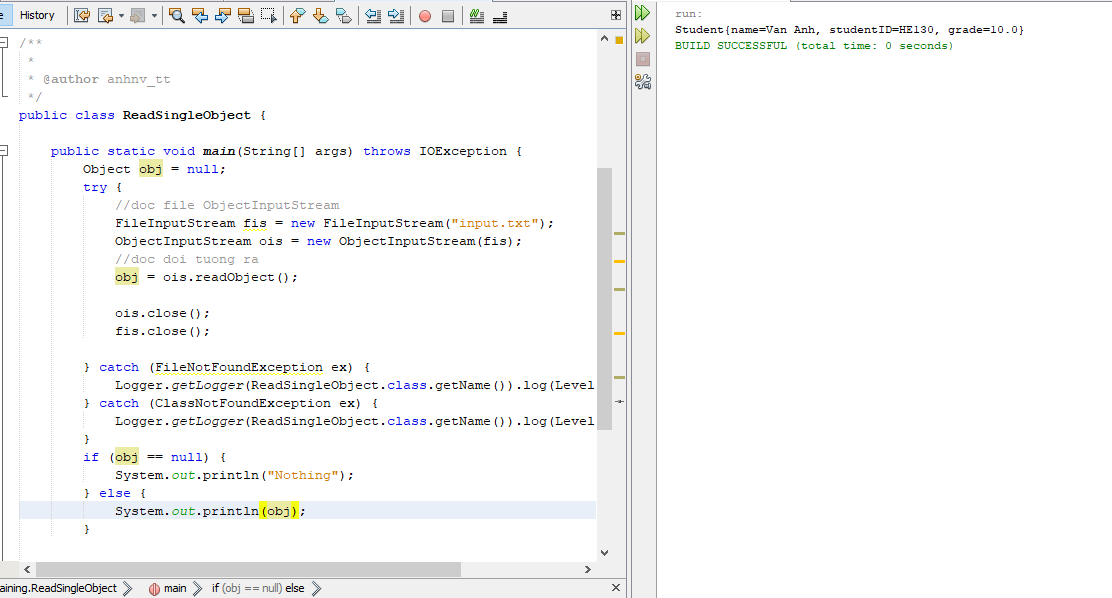 History
run:
Student{name=Van Anh, studentID=HE130, grade=10.0}
BUILD SUCCESSFUL (total time: 0 seconds)
/**
*
* @author anhnv_tt
*/
public class ReadSingleObject {
public static void main(String[] args) throws IOException {
Object obj = null;
try {
//doc file ObjectInputStream
FileInputStream fis = new FileInputStream("input.txt");
ObjectInputStream ois = new ObjectInputStream(fis);
//doc doi tuong ra
obj = ois.readObject();
ois.close();
fis.close();
} catch (FileNotFoundException ex) {
Logger.getLogger(ReadSingleObject.class.getName()).log(Level
} catch (ClassNotFoundException ex) {
Logger.getLogger(ReadSingleObject.class.getName()).log(Level
}
if (obj == null) {
System.out.println("Nothing");
} else {
System.out.println(obj);
}
aining.ReadSingleObject
main
if (obj == null) else